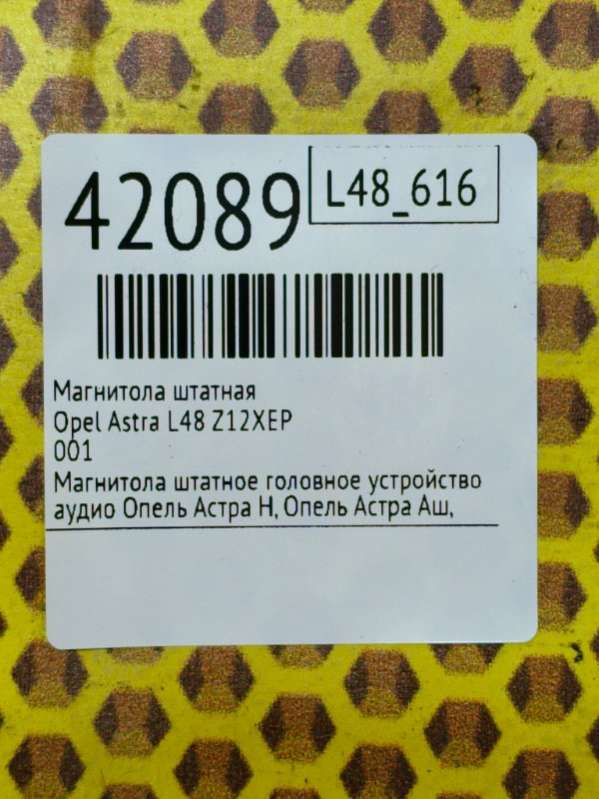 42089
L48_616
Магнитола штатная
Opel Astra L48 Z12XEP
001
Магнитола штатное головное устройство
аудио Опель Астра Н, Опель Астра Аш,